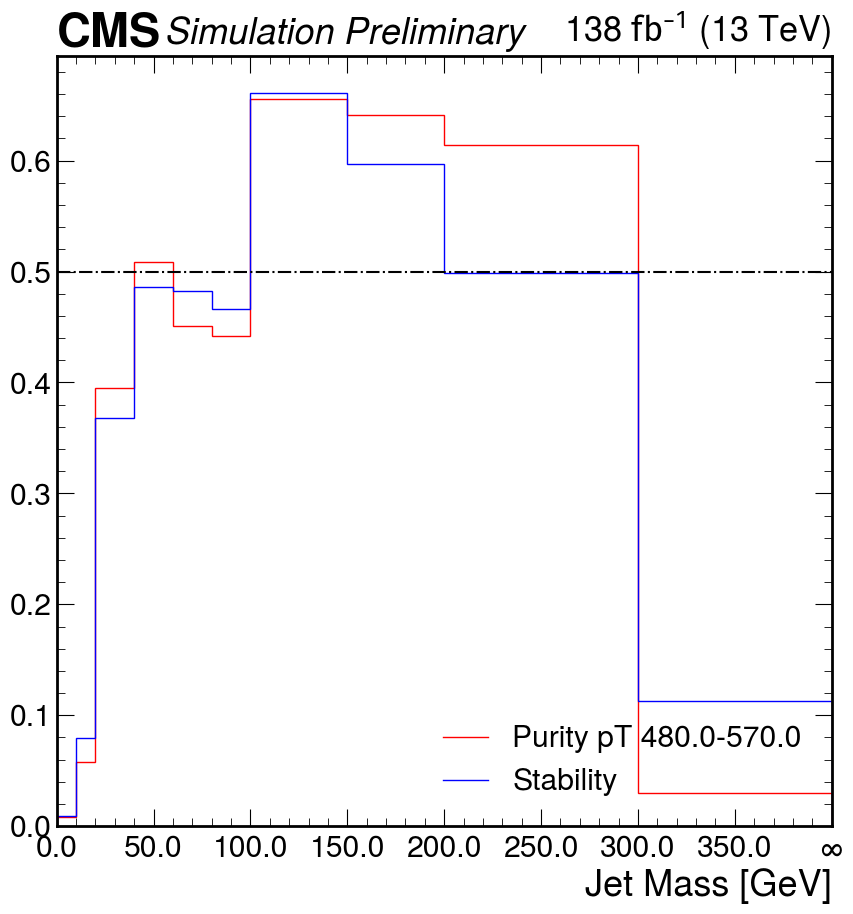 CMS Simulation Preliminary 138 fb⁻¹ (13 TeV)
0.6
0.5
0.4
0.3
0.2
0.1
0.0
Purity pT 480.0-570.0
Stability
0.0 50.0 100.0 150.0 200.0 250.0 300.0 350.0 ∞
Jet Mass [GeV]